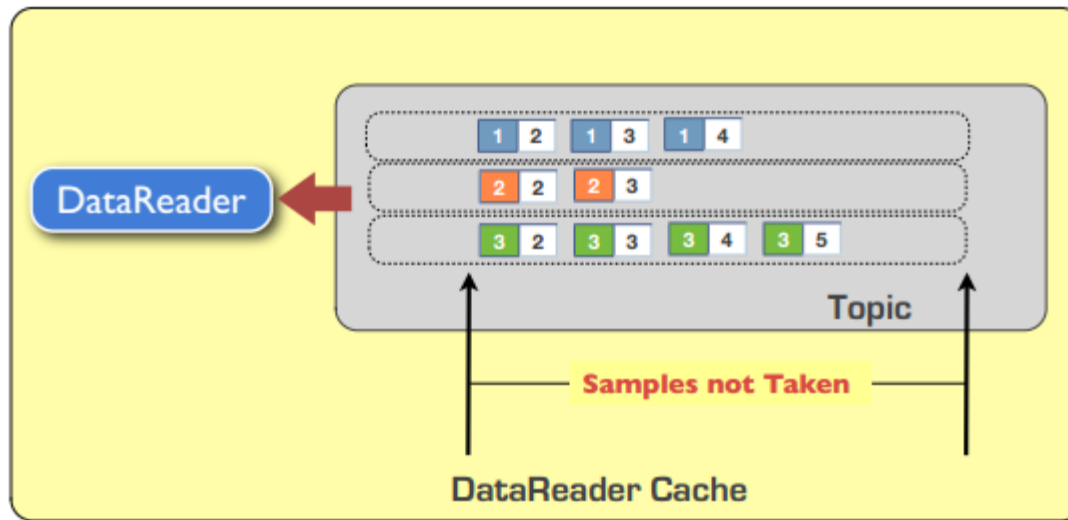 1 2 1 3 1 4
DataReader
2 2 2 3
3 2 3 3 3 4 3 5
Topic
Samples not Taken
DataReader Cache